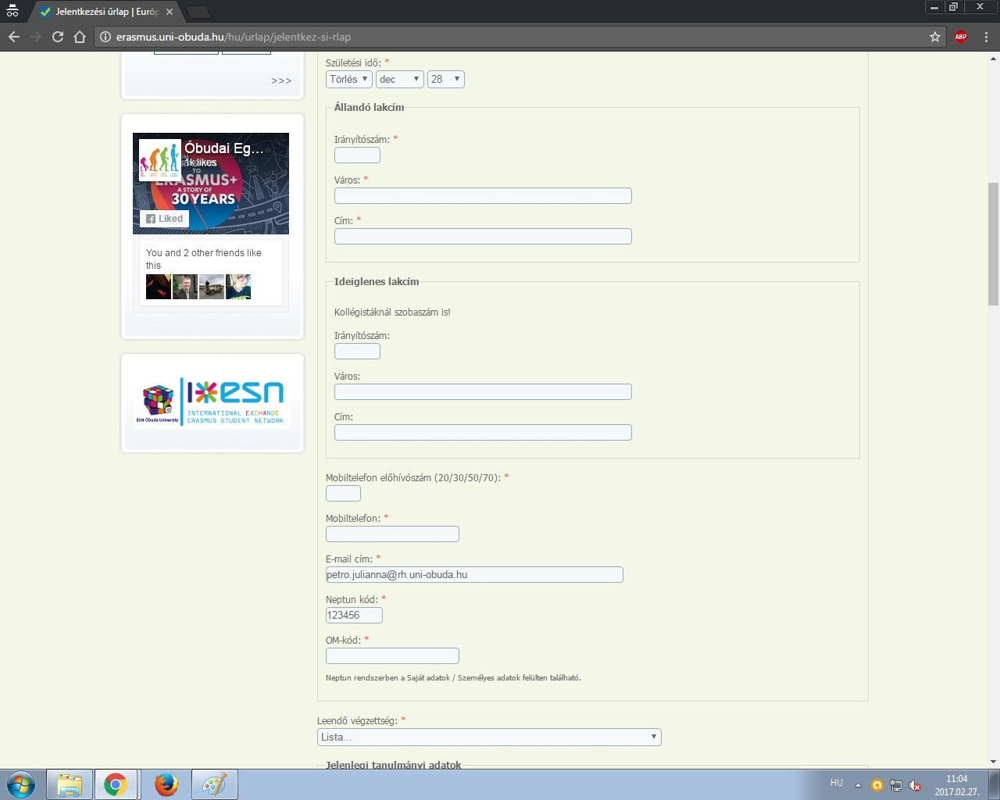 Jelentkezési űrlap | Európ
erasmus.uni-obuda.hu/hu/urlap/jelentkez-si-rlap
ABP
>>>
Óbudai Eg...
1k likes
TO
ERASMUS+
A STORY OF
30 YEARS
Liked
You and 2 other friends like
this
ESN Óbuda University
esn
INTERNATIONAL EXCHANGE
ERASMUS STUDENT NETWORK
Születési idő: *
Törlés dec 28
Állandó lakcím
Irányítószám: *
Város: *
Cím: *
Ideiglenes lakcím
Kollégistáknál szobaszám is!
Irányítószám:
Város:
Cím:
Mobiltelefon előhívószám (20/30/50/70): *
Mobiltelefon: *
E-mail cím: *
petro.julianna@rh.uni-obuda.hu
Neptun kód: *
123456
OM-kód: *
Neptun rendszerben a Saját adatok / Személyes adatok felülten található.
Leendő végzettség: *
Lista...
Jelenlegi tanulmányi adatok
HU
11:04
2017.02.27.